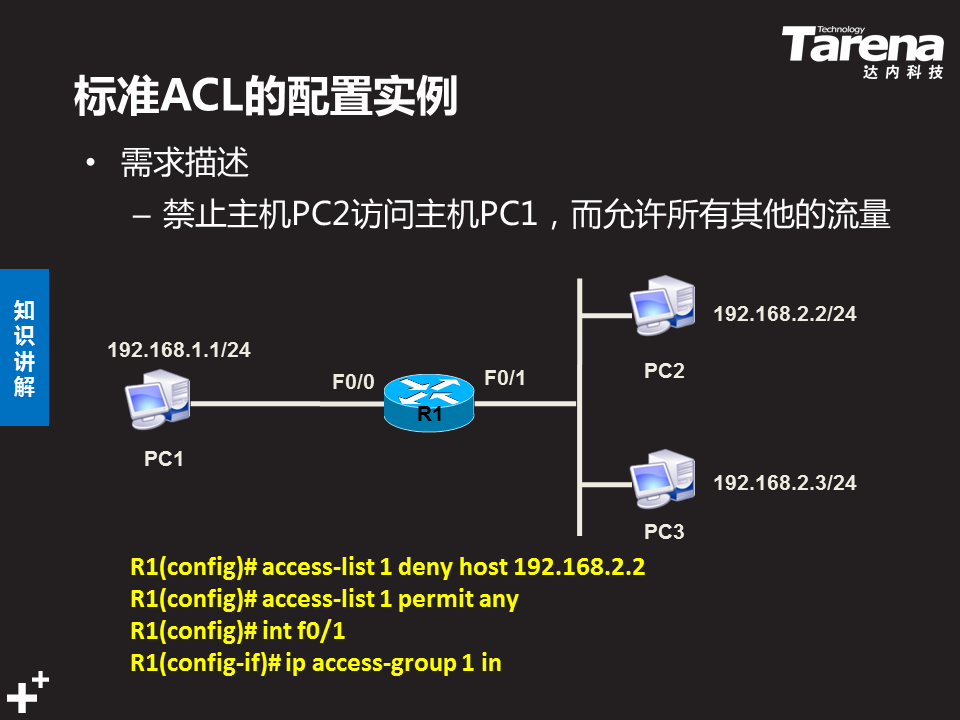 Technology
Tarena
达内科技
标准ACL的配置实例
• 需求描述
– 禁止主机PC2访问主机PC1，而允许所有其他的流量
知识讲解
192.168.1.1/24
PC1
F0/0
R1
F0/1
192.168.2.2/24
PC2
192.168.2.3/24
PC3
R1(config)# access-list 1 deny host 192.168.2.2
R1(config)# access-list 1 permit any
R1(config)# int f0/1
R1(config-if)# ip access-group 1 in